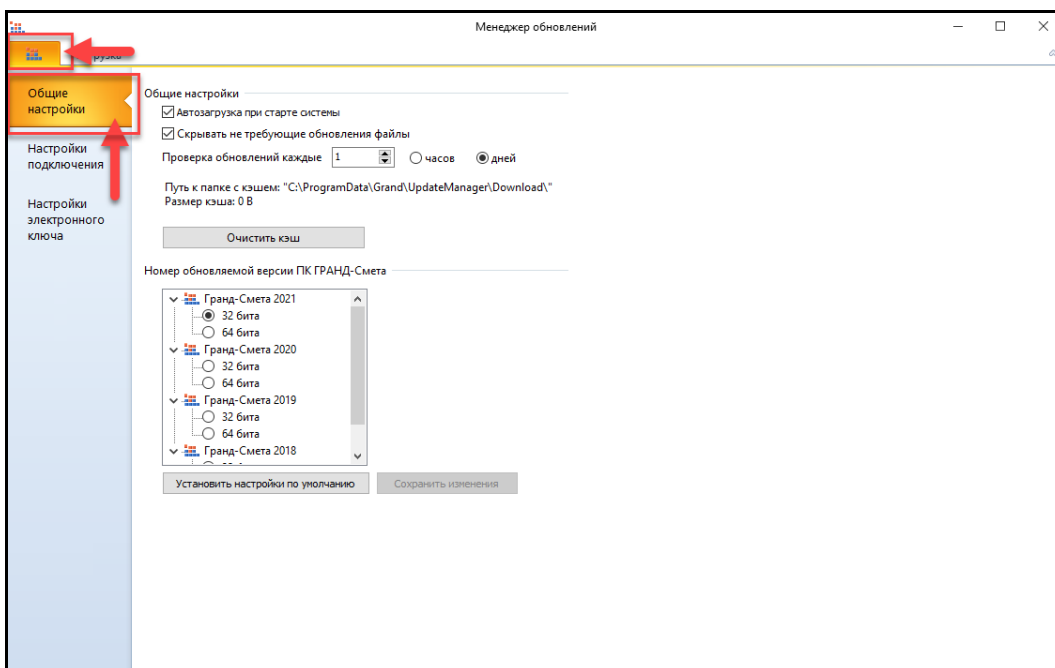 Менеджер обновлений
Общие
настройки
Настройки
подключения
Настройки
электронного
ключа
Общие настройки
Автозагрузка при старте системы
Скрывать не требующие обновления файлы
Проверка обновлений каждые 1 часов дней
Путь к папке с кэшем: "C:\ProgramData\Grand\UpdateManager\Download\"
Размер кэша: 0 B
Очистить кэш
Номер обновляемой версии ПК ГРАНД-Смета
Гранд-Смета 2021
32 бита
64 бита
Гранд-Смета 2020
32 бита
64 бита
Гранд-Смета 2019
32 бита
64 бита
Гранд-Смета 2018
Установить настройки по умолчанию Сохранить изменения